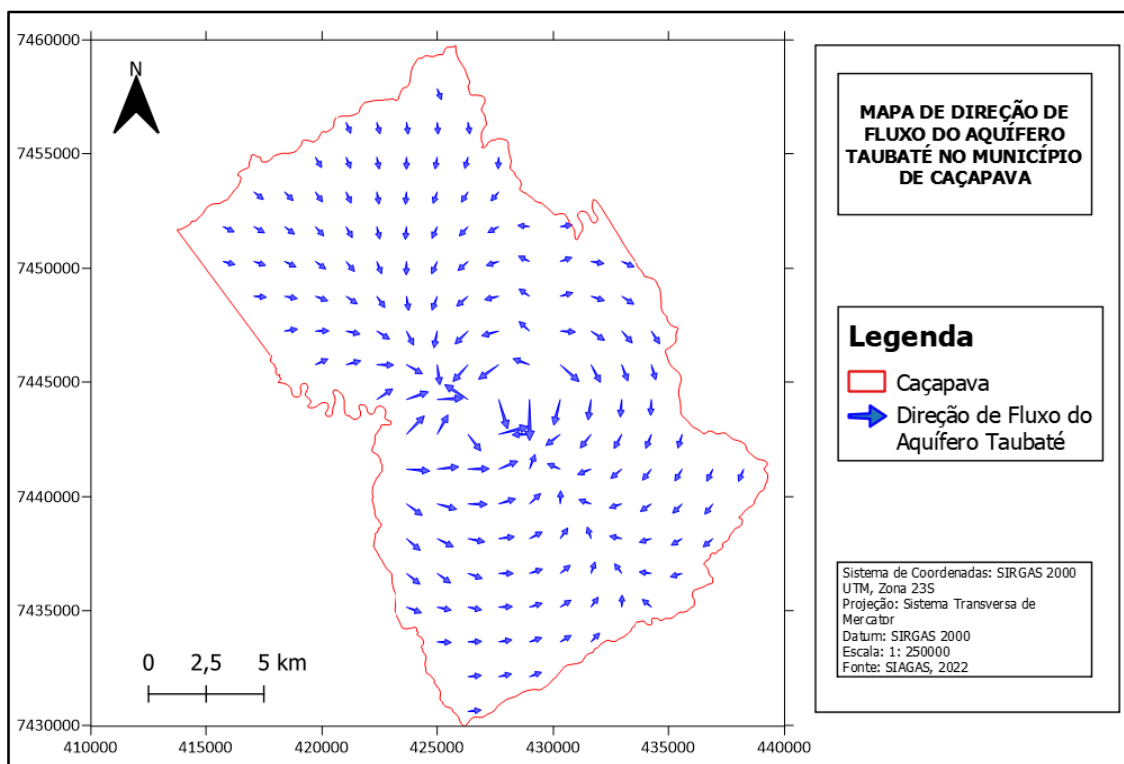 7460000
7455000
7450000
7445000
7440000
7435000
7430000
410000 415000 420000 425000 430000 435000 440000
N
0 2,5 5 km
MAPA DE DIREÇÃO DE
FLUXO DO AQUÍFERO
TAUBATÉ NO MUNICÍPIO
DE CAÇAPAVA
Legenda
Caçapava
Direção de Fluxo do
Aquífero Taubaté
Sistema de Coordenadas: SIRGAS 2000
UTM, Zona 23S
Projeção: Sistema Transversa de
Mercator
Datum: SIRGAS 2000
Escala: 1: 250000
Fonte: SIAGAS, 2022